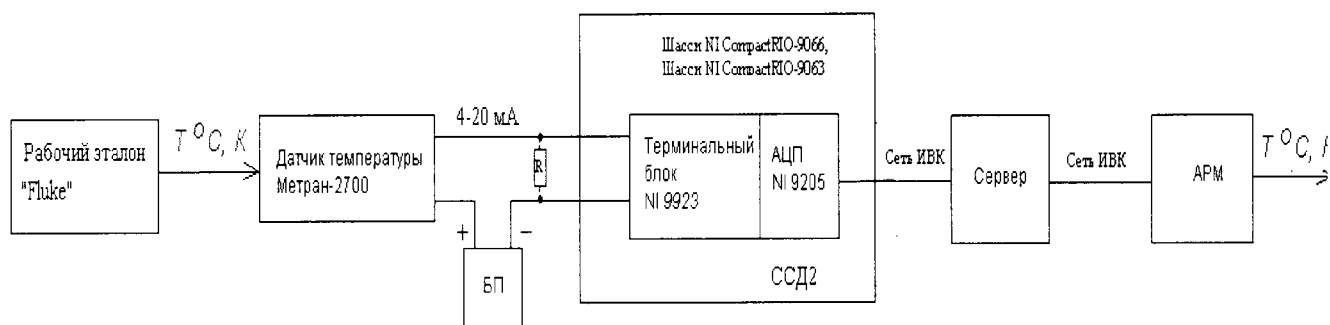 Шасси NI CompactRIO-9066,
Шасси NI CompactRIO-9063
Рабочий эталон
"Fluke"
T °C, K
Датчик температуры
Метран-2700
4-20 мА
R
+
−
БП
Терминальный
блок
NI 9923
АЦП
NI 9205
ССД2
Сеть ИВК
Сервер
Сеть ИВК
АРМ
T °C,